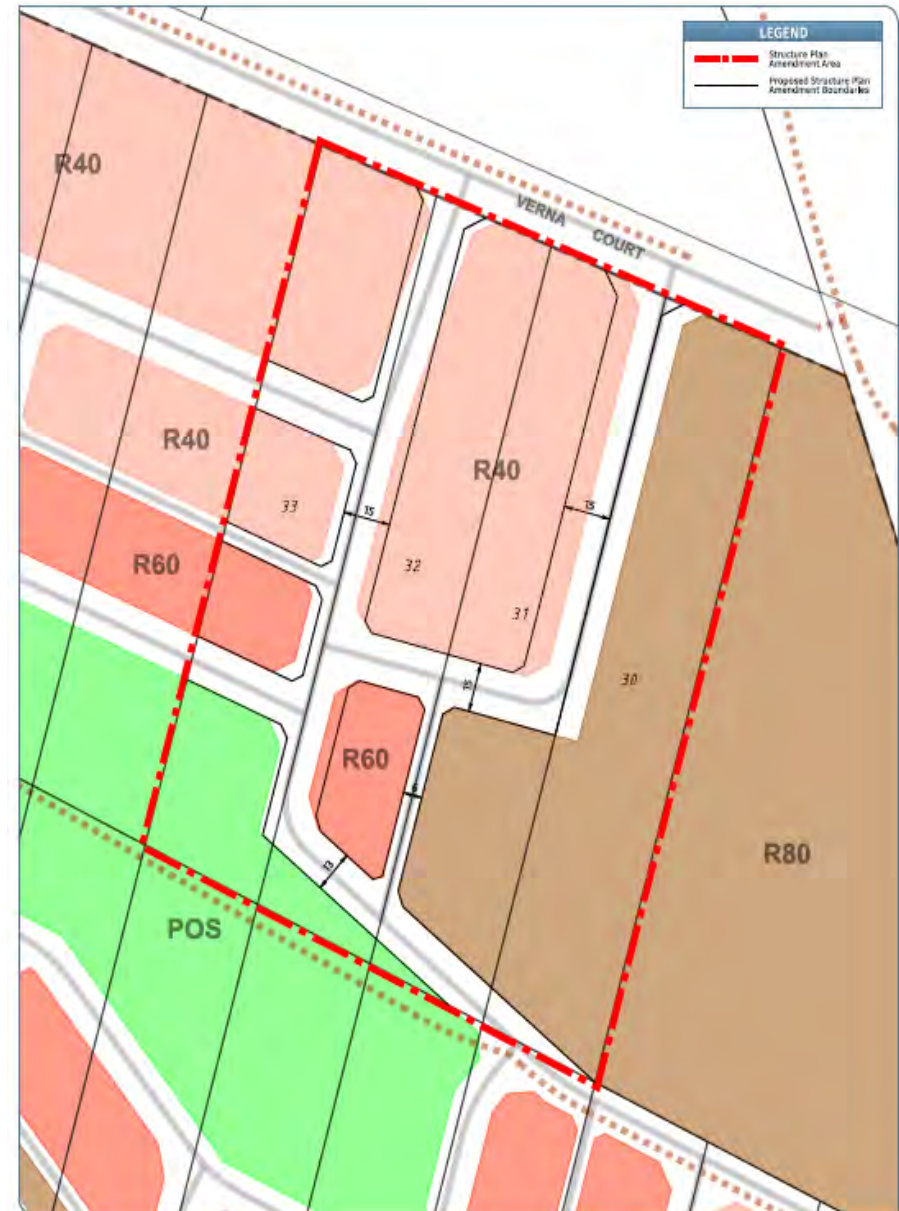 LEGEND
Structure Plan
Amendment Area
Proposed Structure Plan
Amendment Boundaries
R40
VERNA
COURT
R40
R40
33
15
15
32
R60
31
15
30
R60
6
R80
13
POS